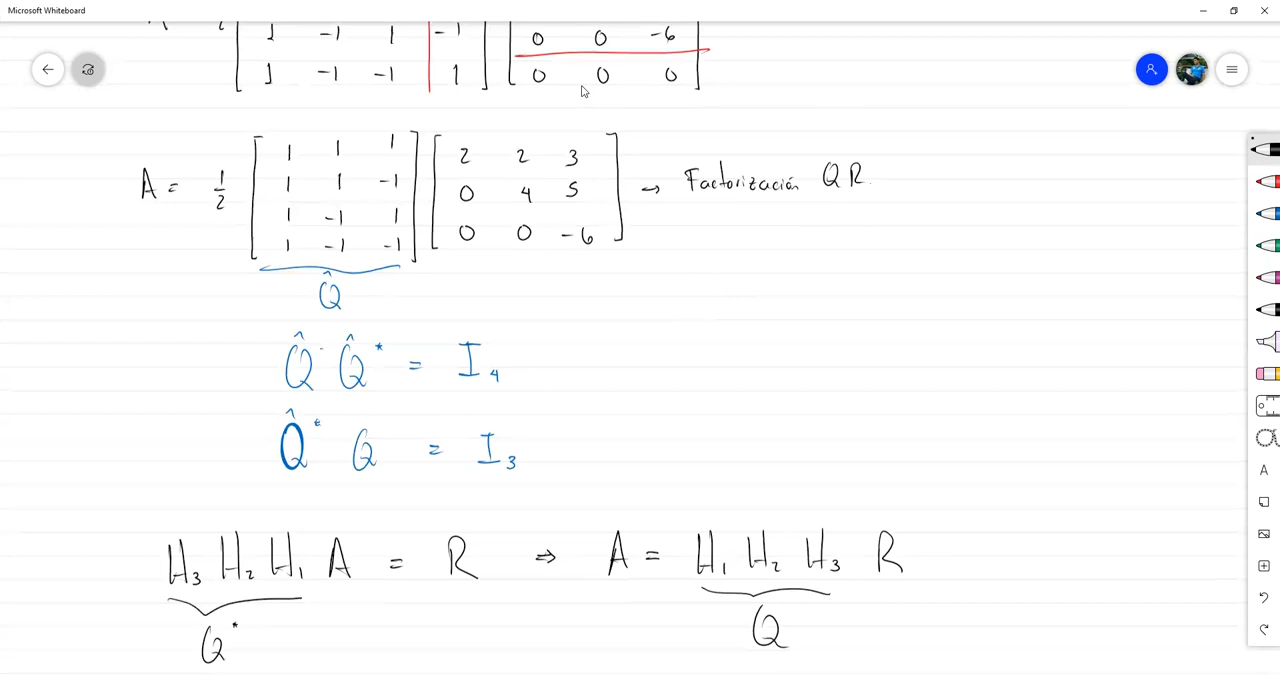 Microsoft Whiteboard
1 -1 1 -1 0 0 -6
1 -1 -1 1 0 0 0
A = 1/2 [1 1 1; 1 1 -1; 1 -1 1; 1 -1 -1] [2 2 3; 0 4 5; 0 0 -6] → Factorización QR.
Q̂
Q̂ Q̂* = I₄
Q̂* Q = I₃
H₃ H₂ H₁ A = R ⇒ A = H₁ H₂ H₃ R
Q* Q
A